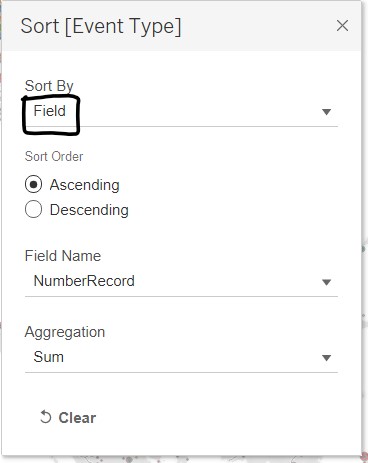 Sort [Event Type]
Sort By
Field
Sort Order
Ascending
Descending
Field Name
NumberRecord
Aggregation
Sum
Clear